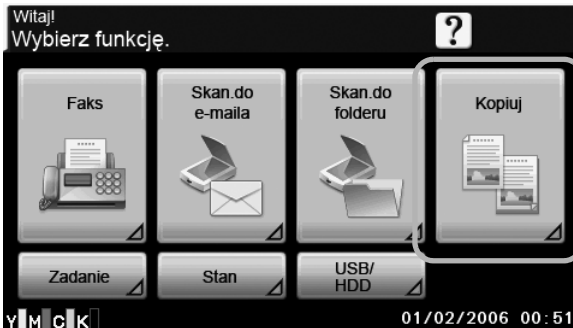 Witaj!
Wybierz funkcję.
?
Faks
Skan.do
e-maila
Skan.do
folderu
Kopiuj
Zadanie
Stan
USB/
HDD
Y M C K
01/02/2006 00:51